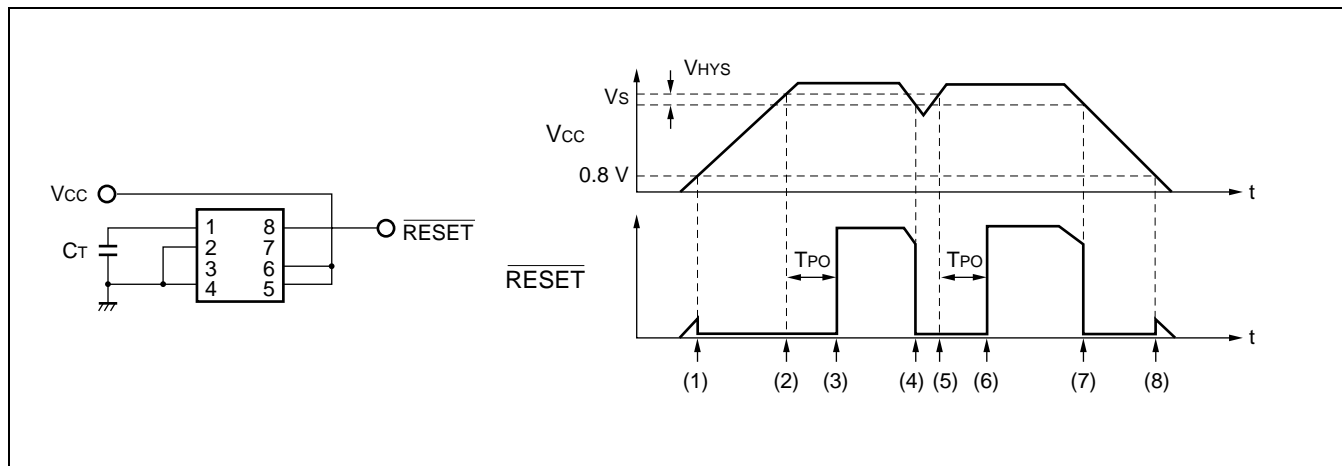 VCC
CT
1 8
2 7
3 6
4 5
RESET
VHYS
VS
VCC
0.8 V
t
RESET
TPO TPO
t
(1) (2) (3) (4) (5) (6) (7) (8)